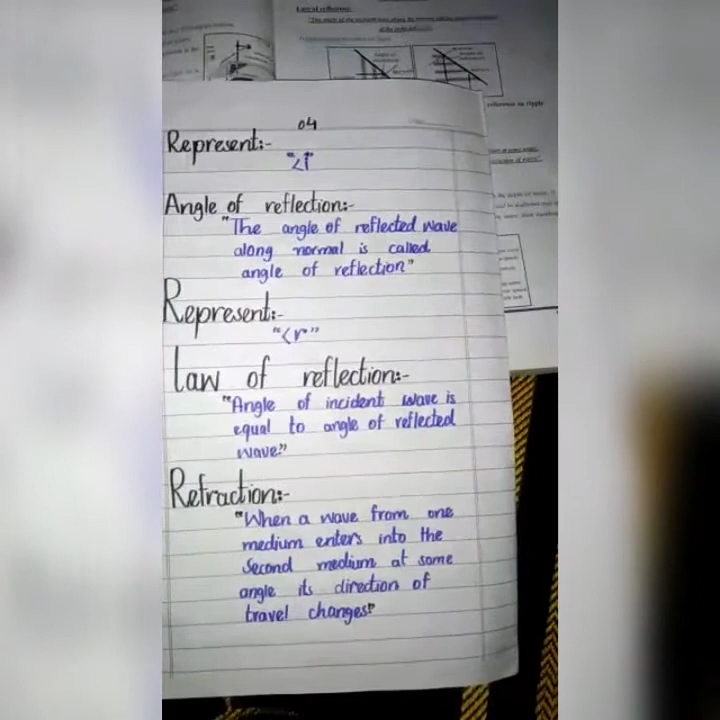 04
Represent:-
"<i"
Angle of reflection:-
"The angle of reflected wave
along normal is called
angle of reflection"
Represent:-
"<r"
Law of reflection:-
"Angle of incident wave is
equal to angle of reflected
wave."
Refraction:-
"When a wave from one
medium enters into the
second medium at some
angle its direction of
travel changes"